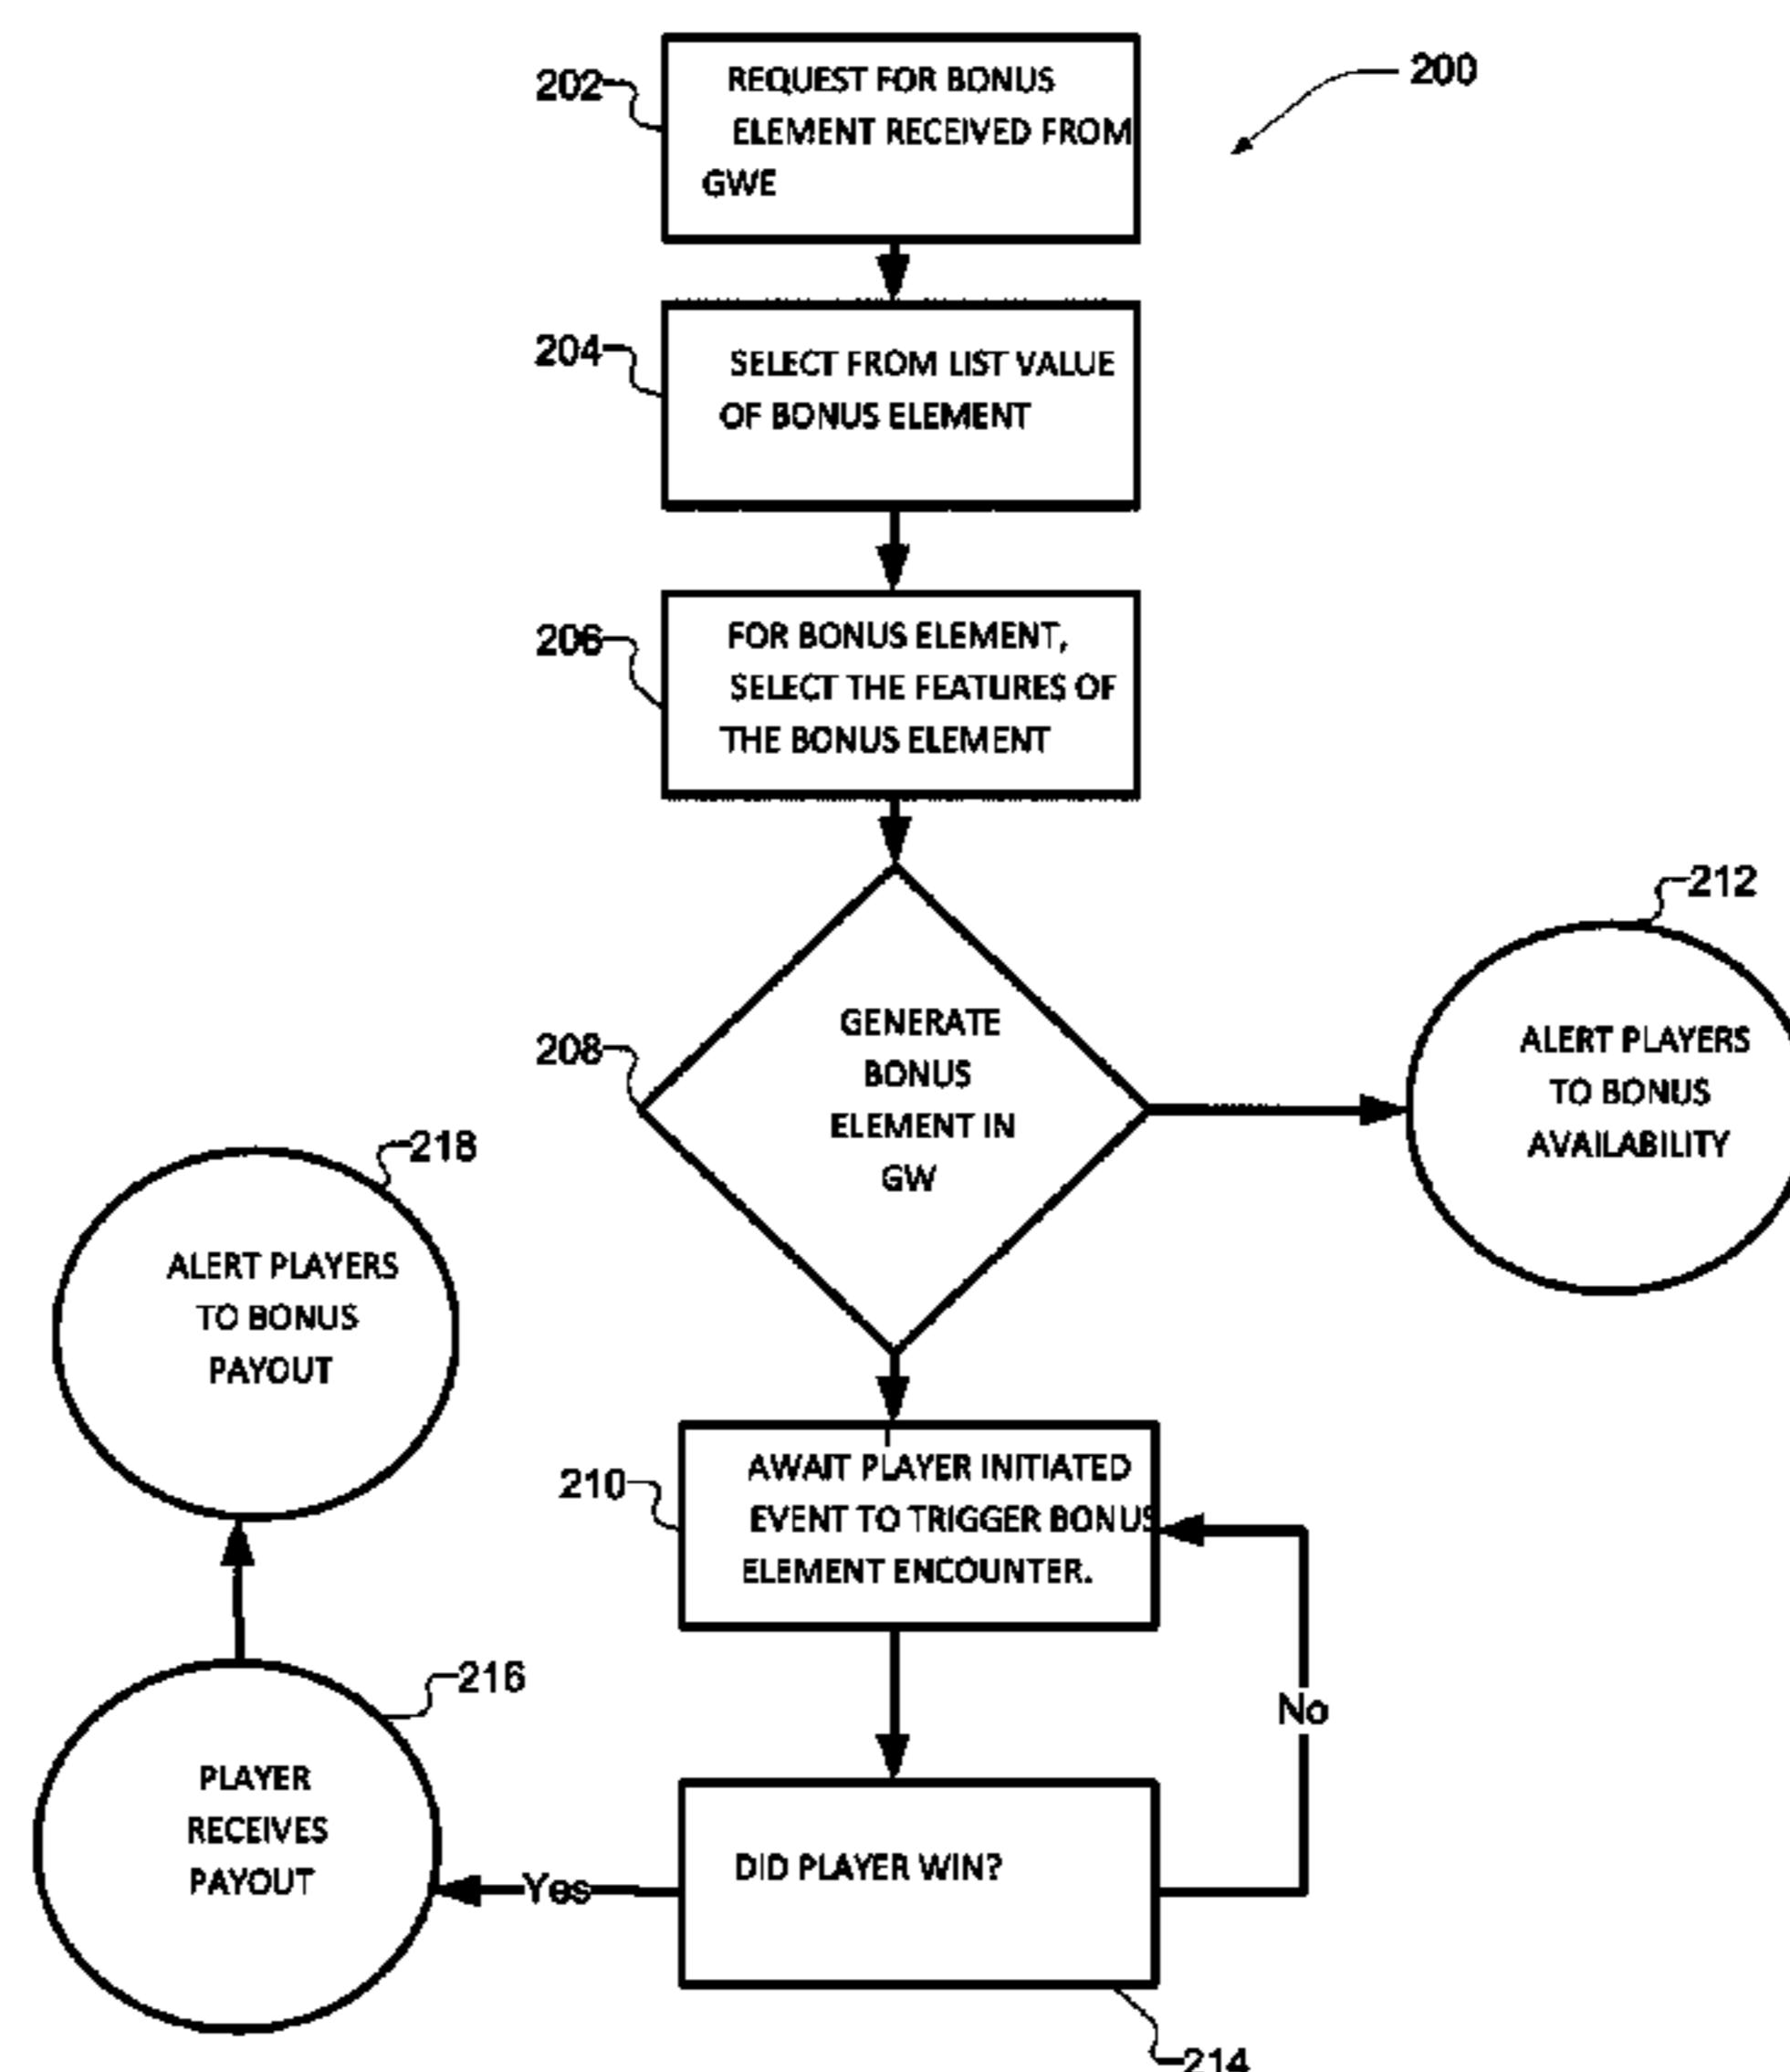 200
202
REQUEST FOR BONUS
ELEMENT RECEIVED FROM
GWE
204
SELECT FROM LIST VALUE
OF BONUS ELEMENT
206
FOR BONUS ELEMENT,
SELECT THE FEATURES OF
THE BONUS ELEMENT
208
GENERATE
BONUS
ELEMENT IN
GW
212
ALERT PLAYERS
TO BONUS
AVAILABILITY
210
AWAIT PLAYER INITIATED
EVENT TO TRIGGER BONUS
ELEMENT ENCOUNTER.
No
DID PLAYER WIN?
214
Yes
216
PLAYER
RECEIVES
PAYOUT
218
ALERT PLAYERS
TO BONUS
PAYOUT